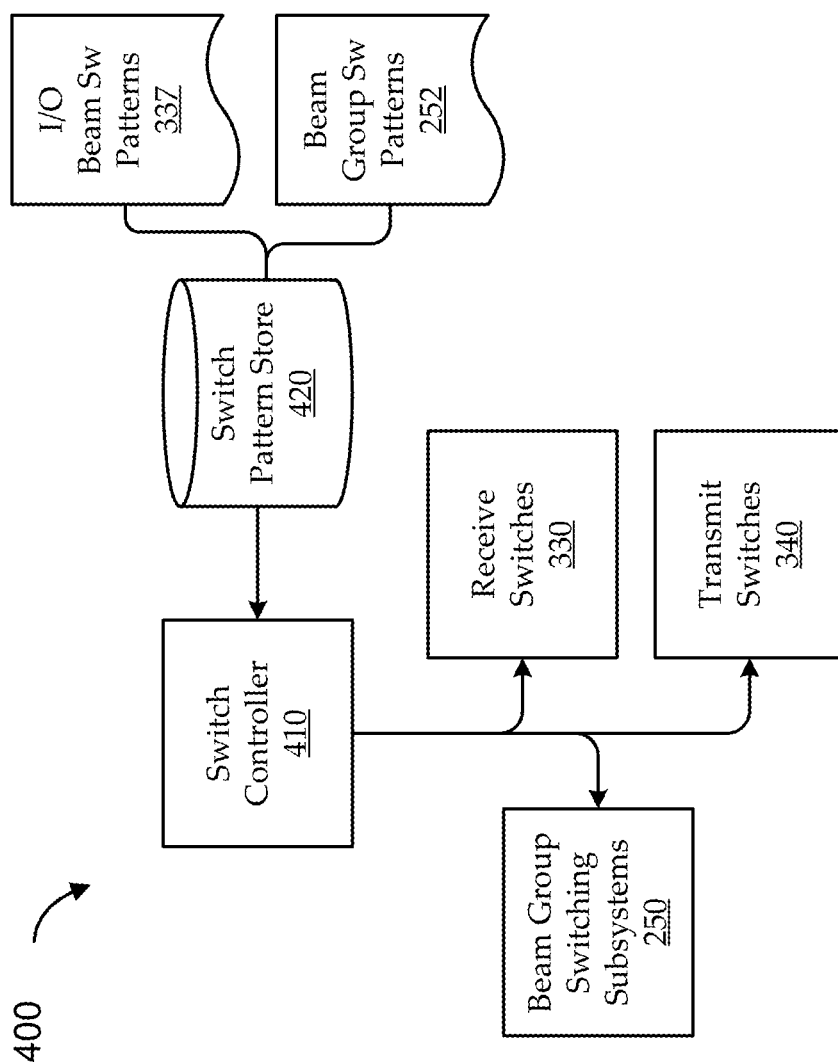 400
I/O
Beam Sw
Patterns
337
Beam
Group Sw
Patterns
252
Switch
Pattern Store
420
Switch
Controller
410
Receive
Switches
330
Transmit
Switches
340
Beam Group
Switching
Subsystems
250